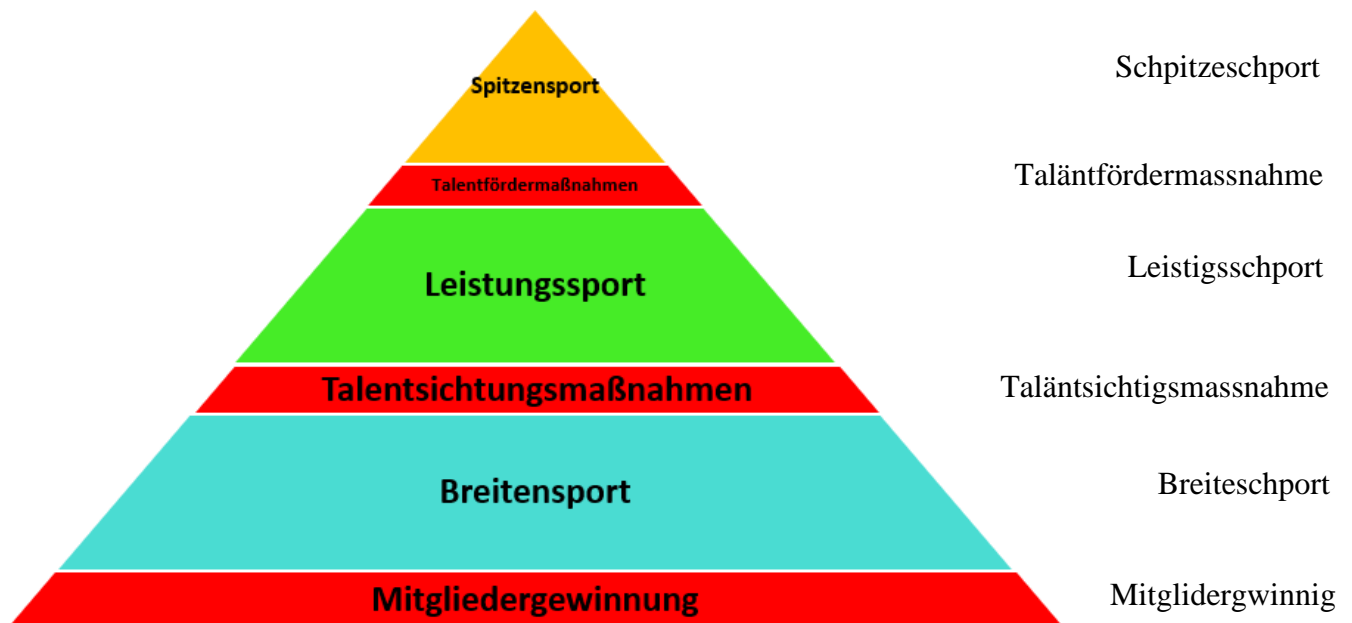 Spitzensport
Schpitzeschport
Talentfördermaßnahmen
Taläntfördermassnahme
Leistungssport
Leistigsschport
Talentsichtungsmaßnahmen
Taläntsichtigsmassnahme
Breitensport
Breiteschport
Mitgliedergewinnung
Mitglidergwinnig